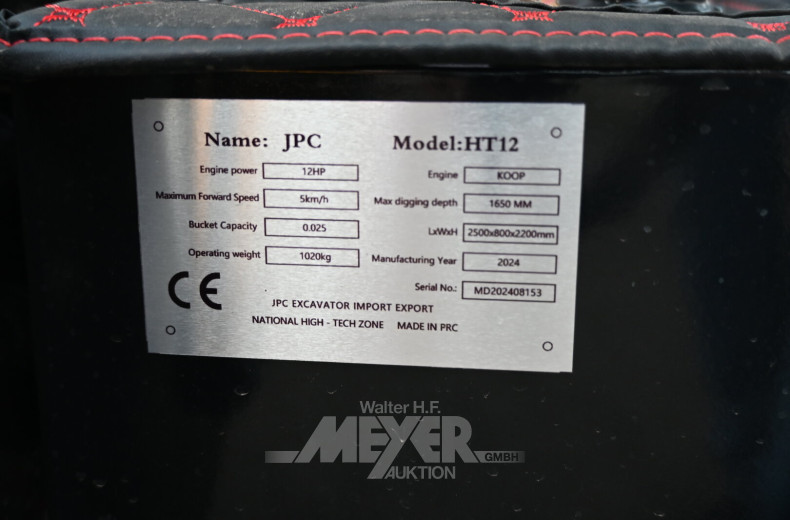 Name: JPC Model:HT12
Engine power 12HP Engine KOOP
Maximum Forward Speed 5km/h Max digging depth 1650 MM
Bucket Capacity 0.025 LxWxH 2500x800x2200mm
Operating weight 1020kg Manufacturing Year 2024
CE Serial No.: MD202408153
JPC EXCAVATOR IMPORT EXPORT
NATIONAL HIGH - TECH ZONE MADE IN PRC
Walter H.F.
MEYER GMBH
AUKTION